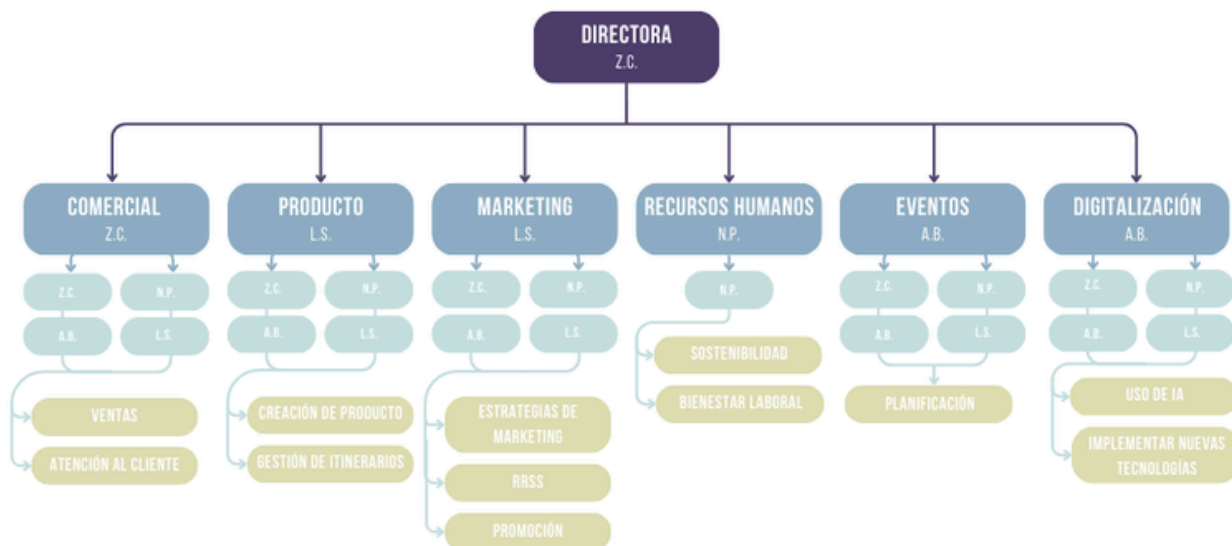 DIRECTORA
Z.C.
COMERCIAL
Z.C.
Z.C.
N.P.
A.B.
L.S.
VENTAS
ATENCIÓN AL CLIENTE
PRODUCTO
L.S.
Z.C.
N.P.
A.B.
L.S.
CREACIÓN DE PRODUCTO
GESTIÓN DE ITINERARIOS
MARKETING
L.S.
Z.C.
N.P.
A.B.
L.S.
ESTRATEGIAS DE
MARKETING
RRSS
PROMOCIÓN
RECURSOS HUMANOS
N.P.
N.P.
SOSTENIBILIDAD
BIENESTAR LABORAL
EVENTOS
A.B.
Z.C.
N.P.
A.B.
L.S.
PLANIFICACIÓN
DIGITALIZACIÓN
A.B.
Z.C.
N.P.
A.B.
L.S.
USO DE IA
IMPLEMENTAR NUEVAS
TECNOLOGÍAS